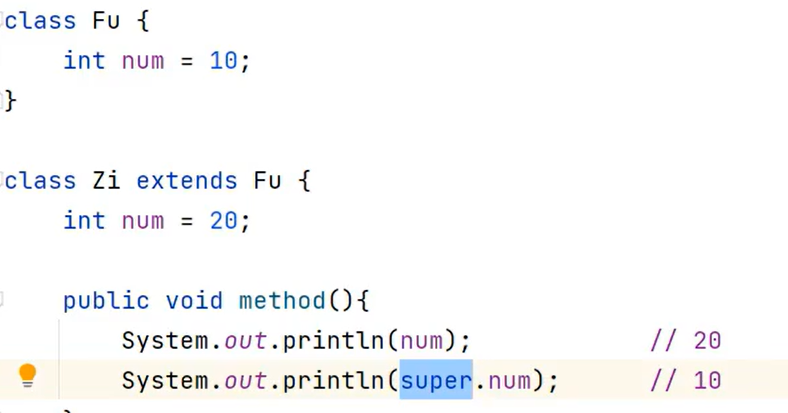 class Fu {
    int num = 10;
}
class Zi extends Fu {
    int num = 20;
    public void method(){
        System.out.println(num);            // 20
        System.out.println(super.num);      // 10
    }